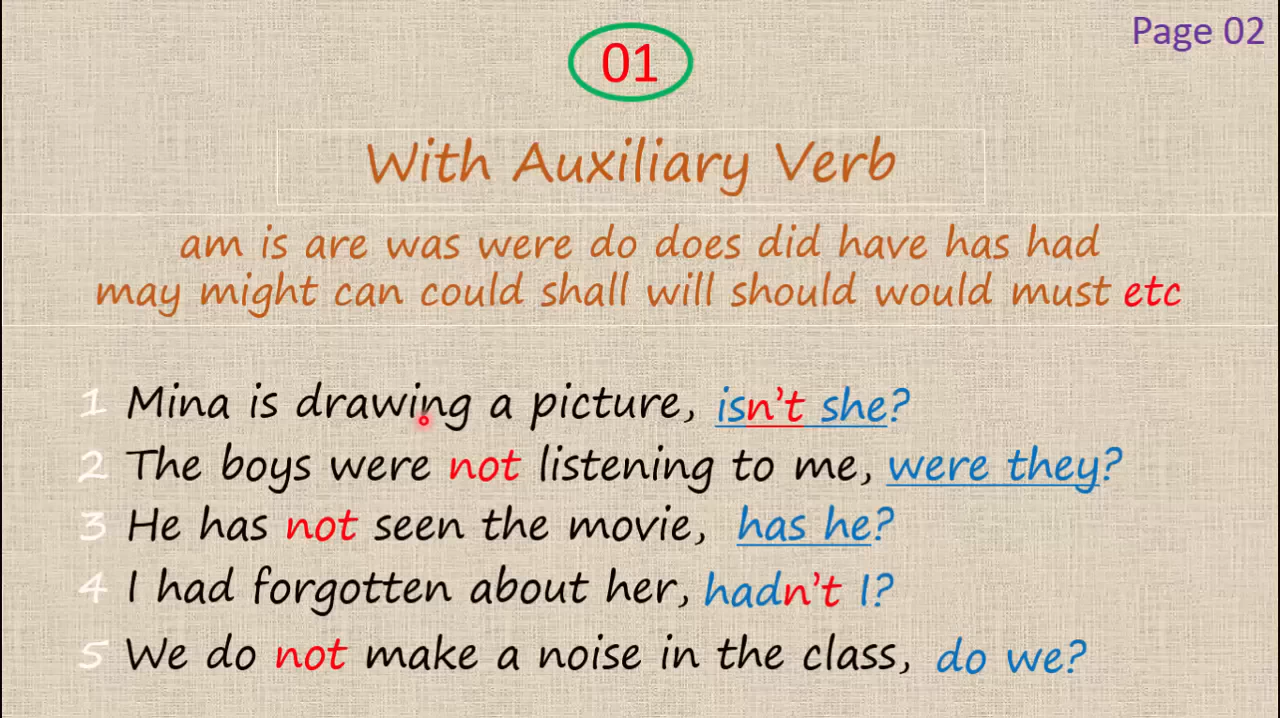 Page 02
01
With Auxiliary Verb
am is are was were do does did have has had
may might can could shall will should would must etc
1 Mina is drawing a picture, isn't she?
2 The boys were not listening to me, were they?
3 He has not seen the movie, has he?
4 I had forgotten about her, hadn't I?
5 We do not make a noise in the class, do we?